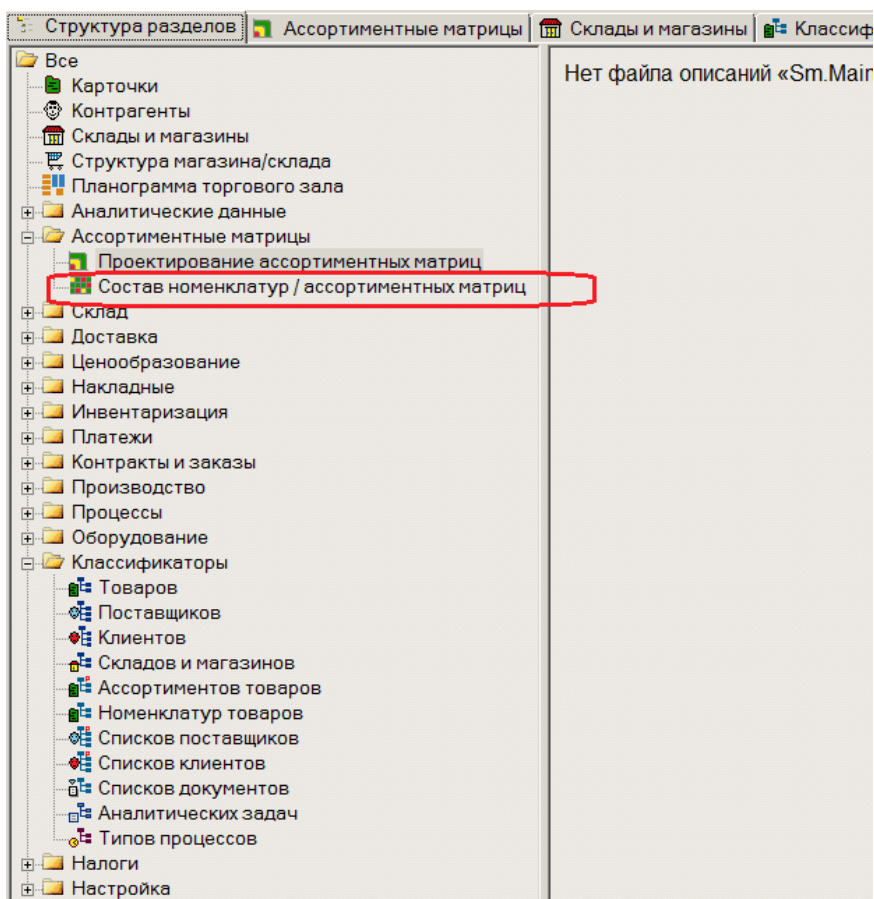 Структура разделов Ассортиментные матрицы Склады и магазины Классиф
Все
Нет файла описаний «Sm.Main
Карточки
Контрагенты
Склады и магазины
Структура магазина/склада
Планограмма торгового зала
Аналитические данные
Ассортиментные матрицы
Проектирование ассортиментных матриц
Состав номенклатур / ассортиментных матриц
Склад
Доставка
Ценообразование
Накладные
Инвентаризация
Платежи
Контракты и заказы
Производство
Процессы
Оборудование
Классификаторы
Товаров
Поставщиков
Клиентов
Складов и магазинов
Ассортиментов товаров
Номенклатур товаров
Списков поставщиков
Списков клиентов
Списков документов
Аналитических задач
Типов процессов
Налоги
Настройка